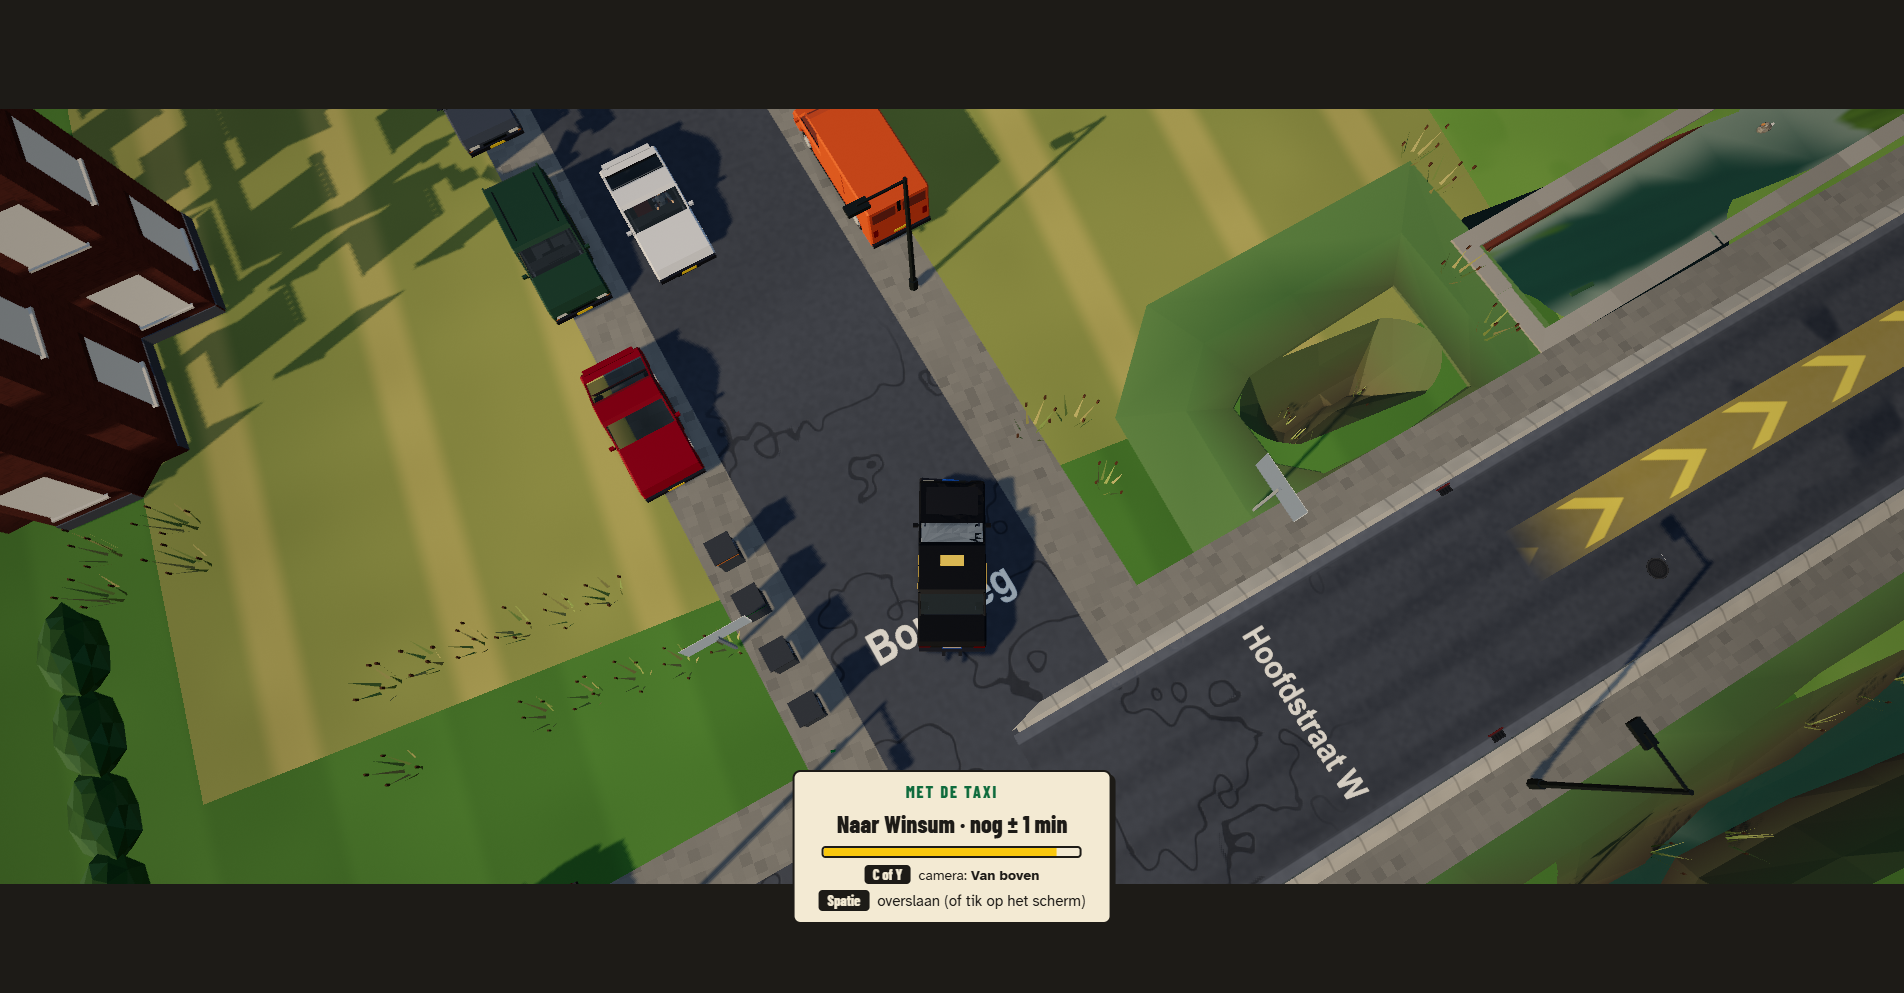 Hoofdstraat W
MET DE TAXI
Naar Winsum · nog ± 1 min
C of Y camera: Van boven
Spatie overslaan (of tik op het scherm)